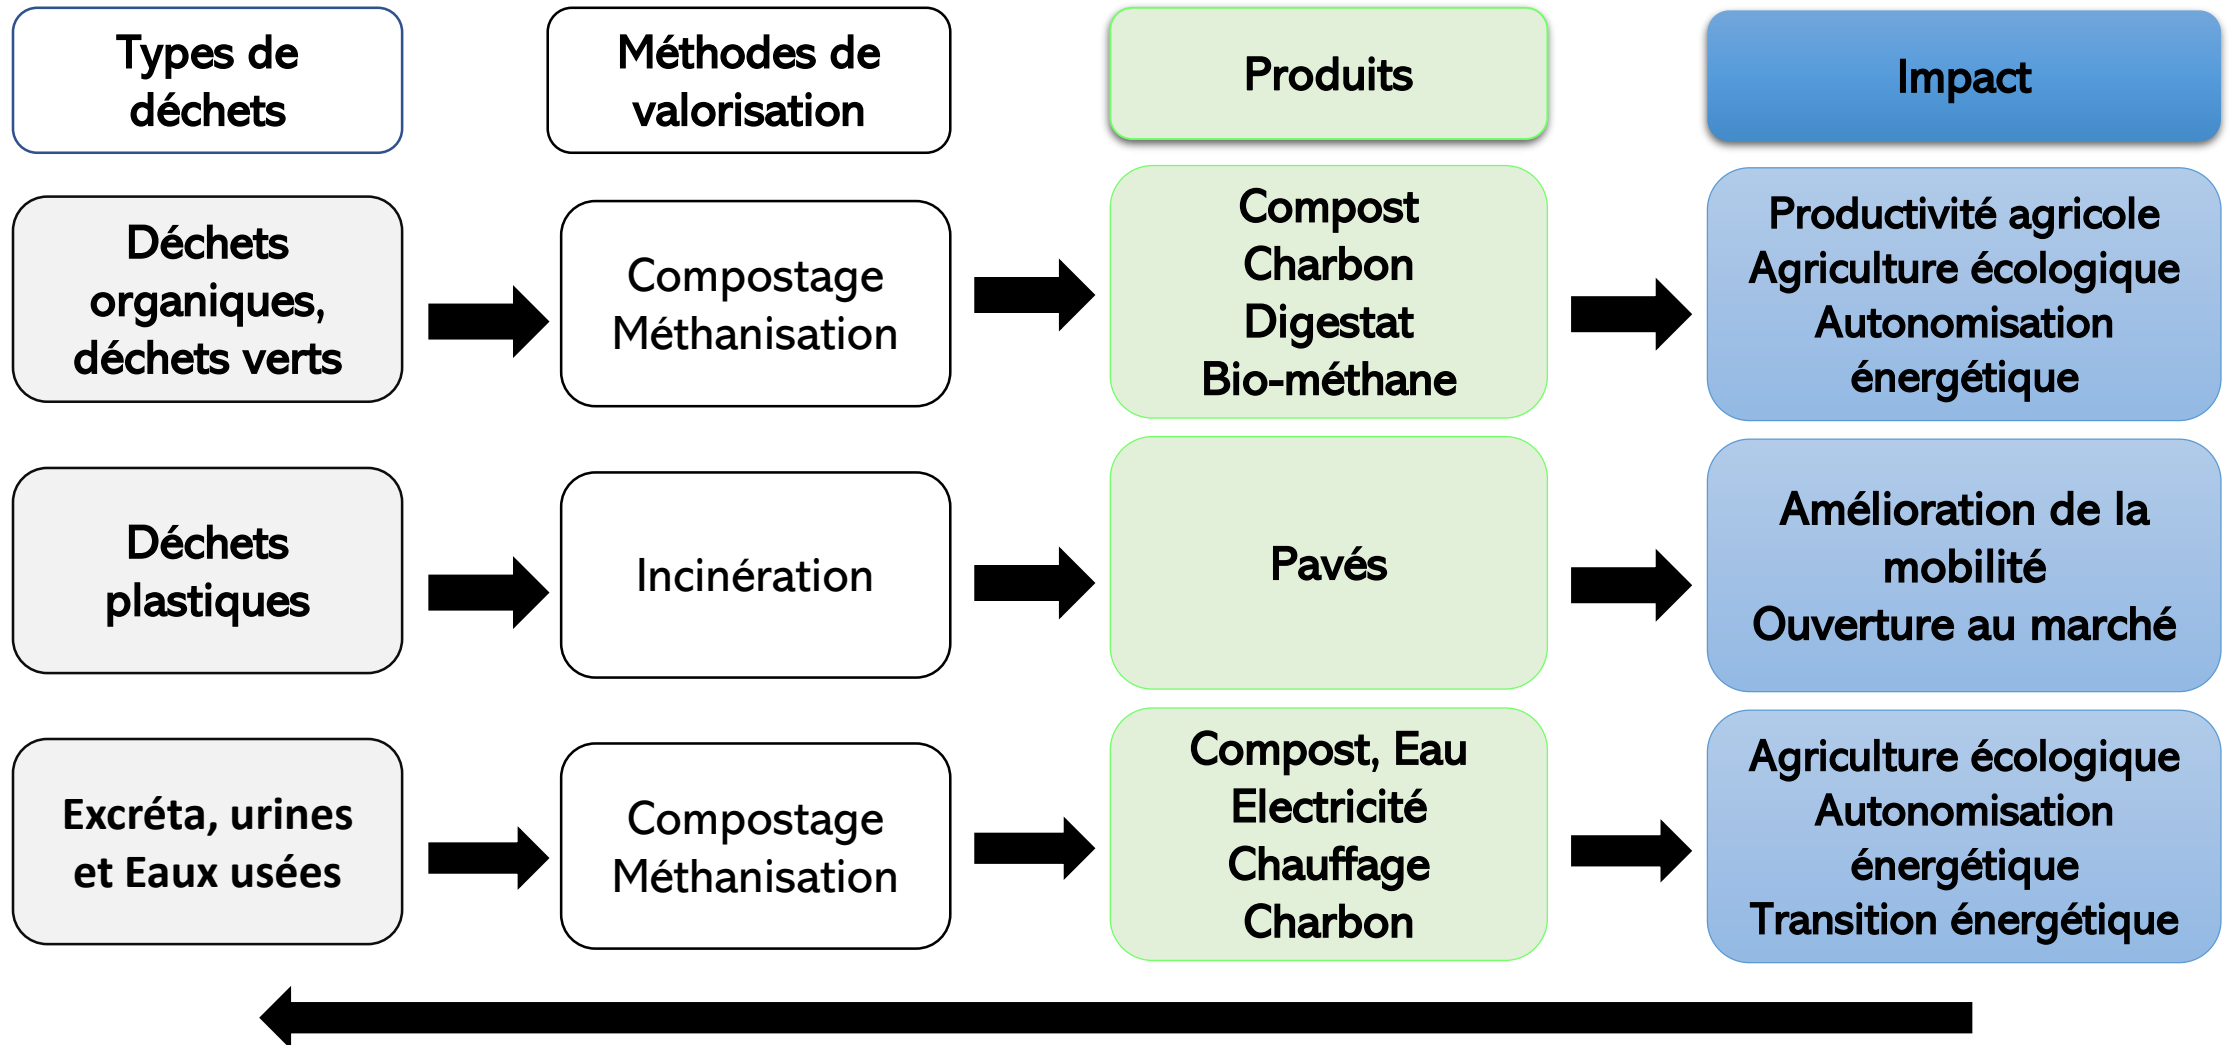 Types de
déchets
Méthodes de
valorisation
Produits
Impact
Déchets
organiques,
déchets verts
Compostage
Méthanisation
Compost
Charbon
Digestat
Bio-méthane
Productivité agricole
Agriculture écologique
Autonomisation
énergétique
Déchets
plastiques
Incinération
Pavés
Amélioration de la
mobilité
Ouverture au marché
Excréta, urines
et Eaux usées
Compostage
Méthanisation
Compost, Eau
Electricité
Chauffage
Charbon
Agriculture écologique
Autonomisation
énergétique
Transition énergétique